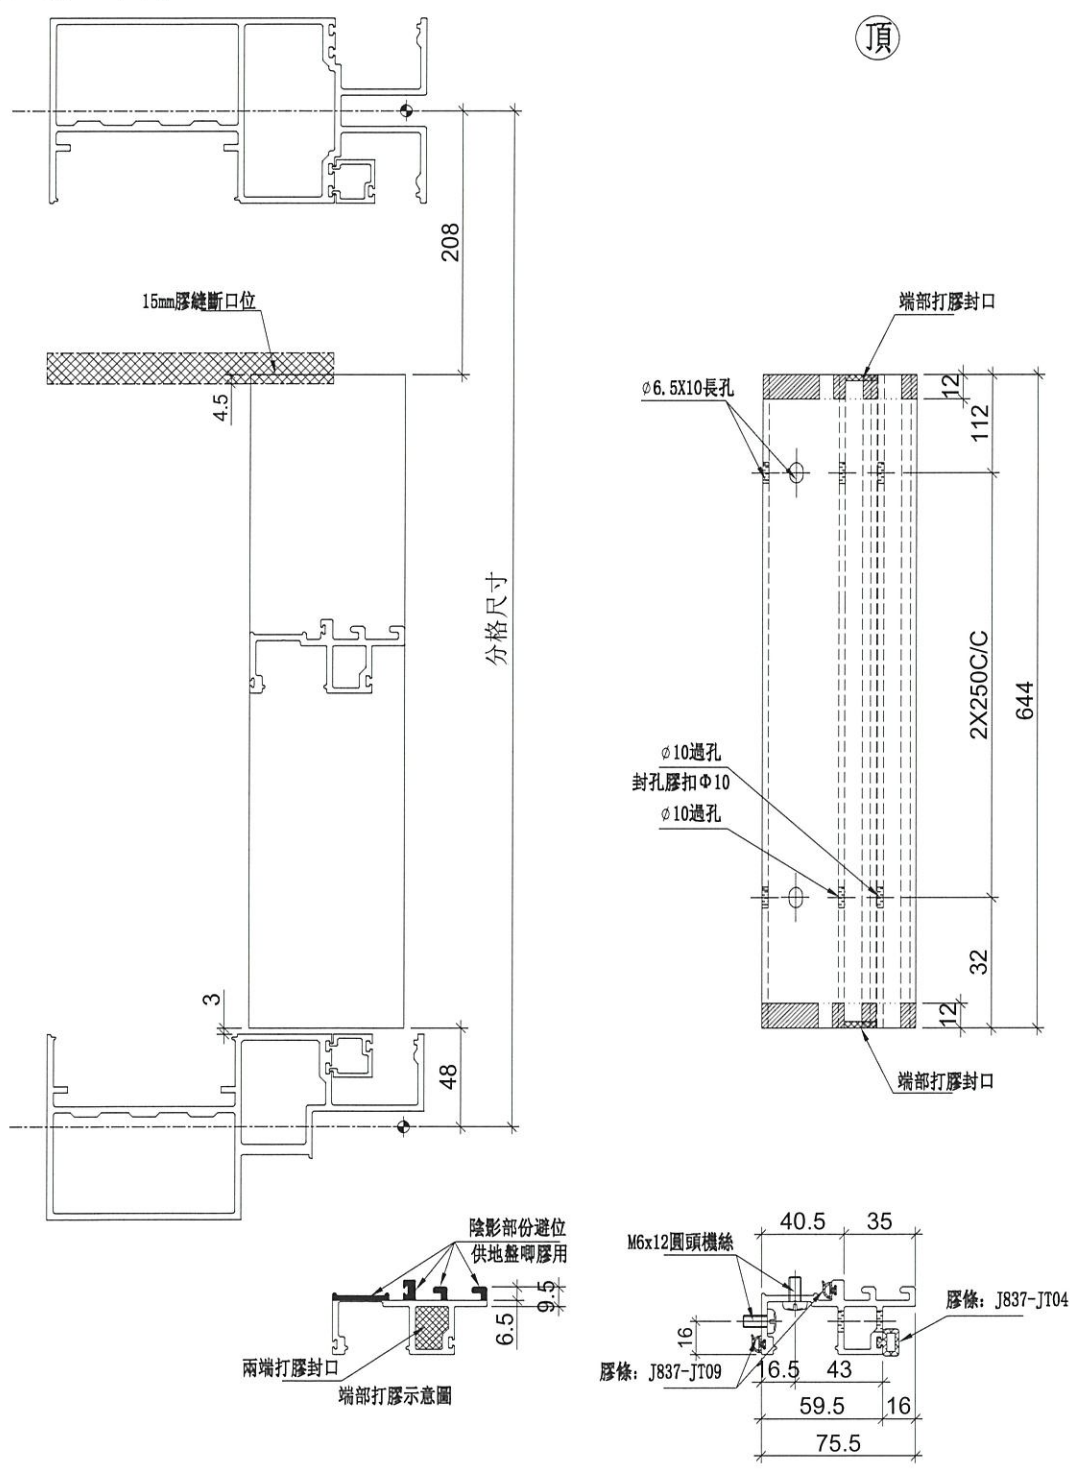 頂
208
15mm膠縫斷口位
4.5
分格尺寸
3
48
端部打膠封口
∅6.5X10長孔
12
112
2X250C/C
644
∅10過孔
封孔膠扣Φ10
∅10過孔
32
12
端部打膠封口
陰影部份避位
供地盤唧膠用
9.5
6.5
兩端打膠封口
端部打膠示意圖
40.5
35
M6x12圓頭機絲
膠條: J837-JT04
16
膠條: J837-JT09
16.5
43
59.5
16
75.5